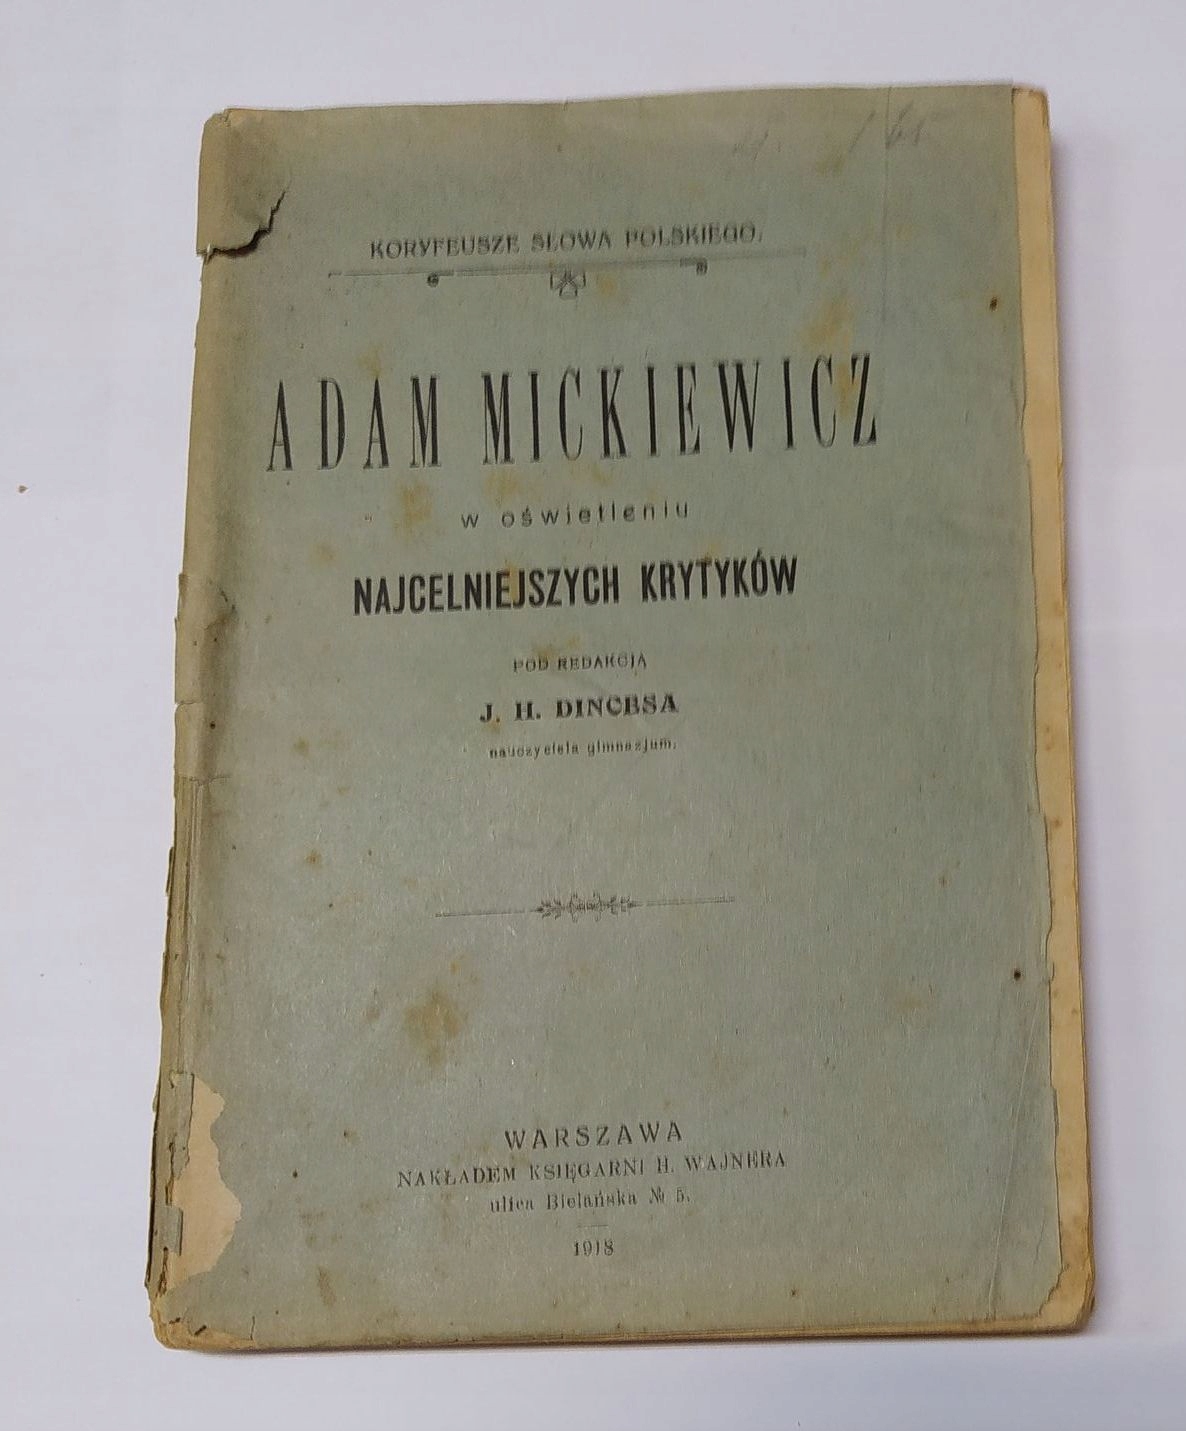 KORYFEUSZE SŁOWA POLSKIEGO.
ADAM MICKIEWICZ
w oświetleniu
NAJCELNIEJSZYCH KRYTYKÓW
POD REDAKCJĄ
J. H. DINCESA
nauczyciela gimnazjum.
WARSZAWA
NAKŁADEM KSIĘGARNI H. WAJNERA
ulica Bielańska № 5.
1918